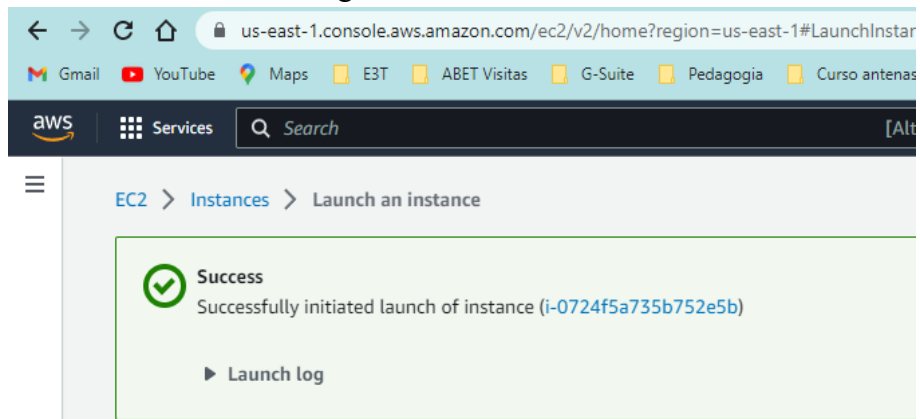 us-east-1.console.aws.amazon.com/ec2/v2/home?region=us-east-1#LaunchInstan
Gmail YouTube Maps E3T ABET Visitas G-Suite Pedagogia Curso antenas
aws Services Search [Alt
EC2 > Instances > Launch an instance
Success
Successfully initiated launch of instance (i-0724f5a735b752e5b)
Launch log